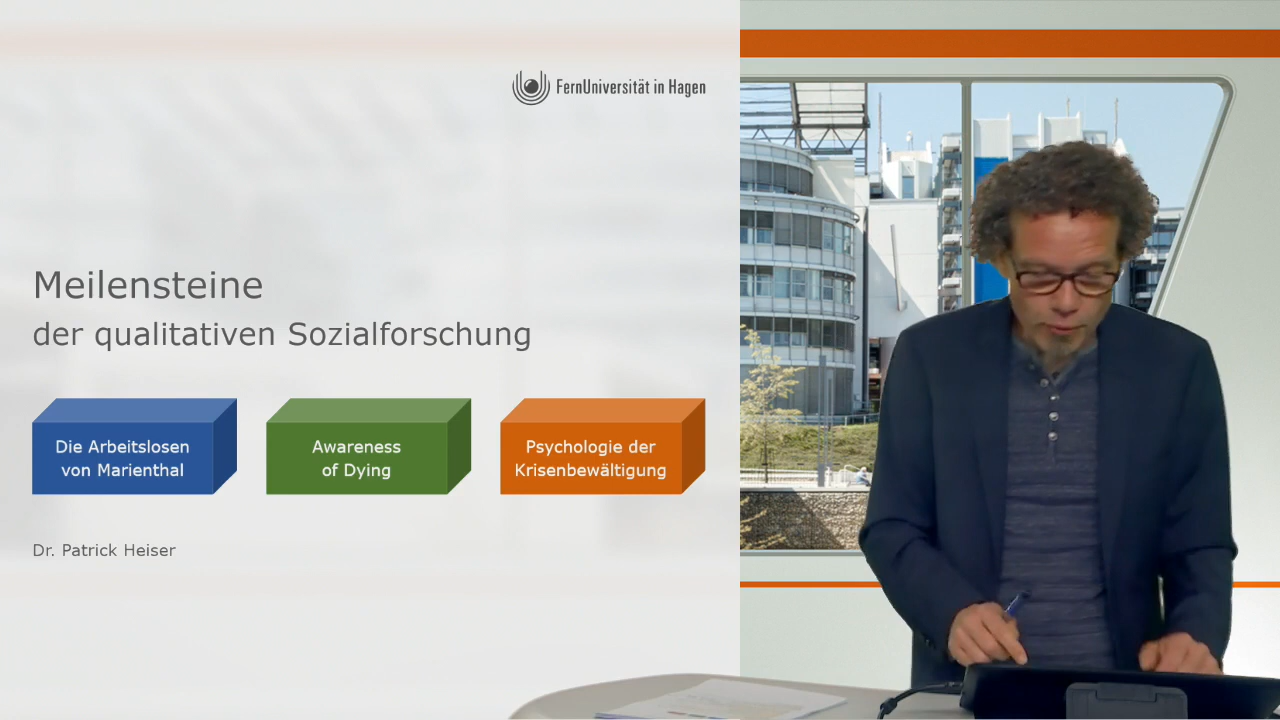 FernUniversität in Hagen
Meilensteine
der qualitativen Sozialforschung
Die Arbeitslosen
von Marienthal
Awareness
of Dying
Psychologie der
Krisenbewältigung
Dr. Patrick Heiser